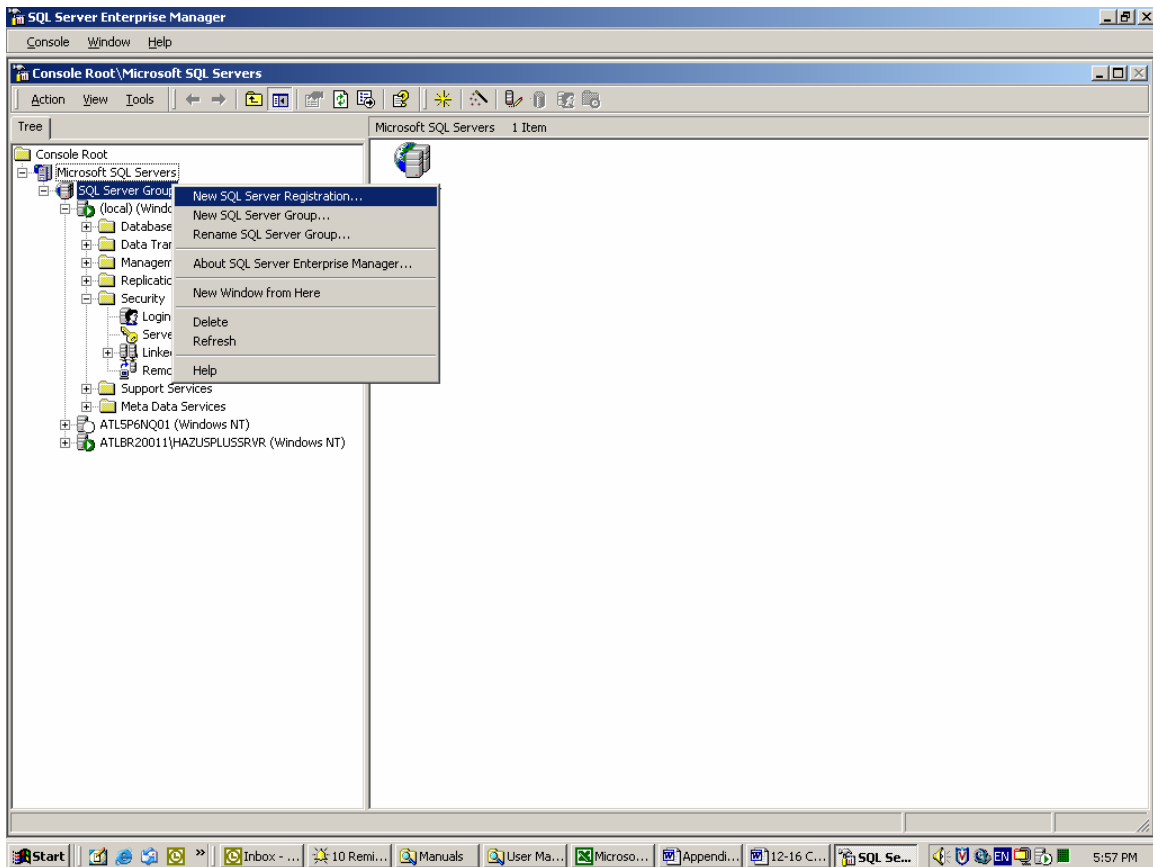 SQL Server Enterprise Manager
Console Window Help
Console Root\Microsoft SQL Servers
Action View Tools
Tree
Microsoft SQL Servers 1 Item
Console Root
Microsoft SQL Servers
SQL Server Group
New SQL Server Registration...
(local) (Windo
New SQL Server Group...
Database
Rename SQL Server Group...
Data Tran
Managem
About SQL Server Enterprise Manager...
Replicatio
New Window from Here
Security
Login
Delete
Serve
Refresh
Linked
Remo
Help
Support Services
Meta Data Services
ATL5P6NQ01 (Windows NT)
ATLBR20011\HAZUSPLUSSRVR (Windows NT)
Start
»
Inbox - ...
10 Remi...
Manuals
User Ma...
Microso...
Appendi...
12-16 C...
SQL Se...
EN
5:57 PM